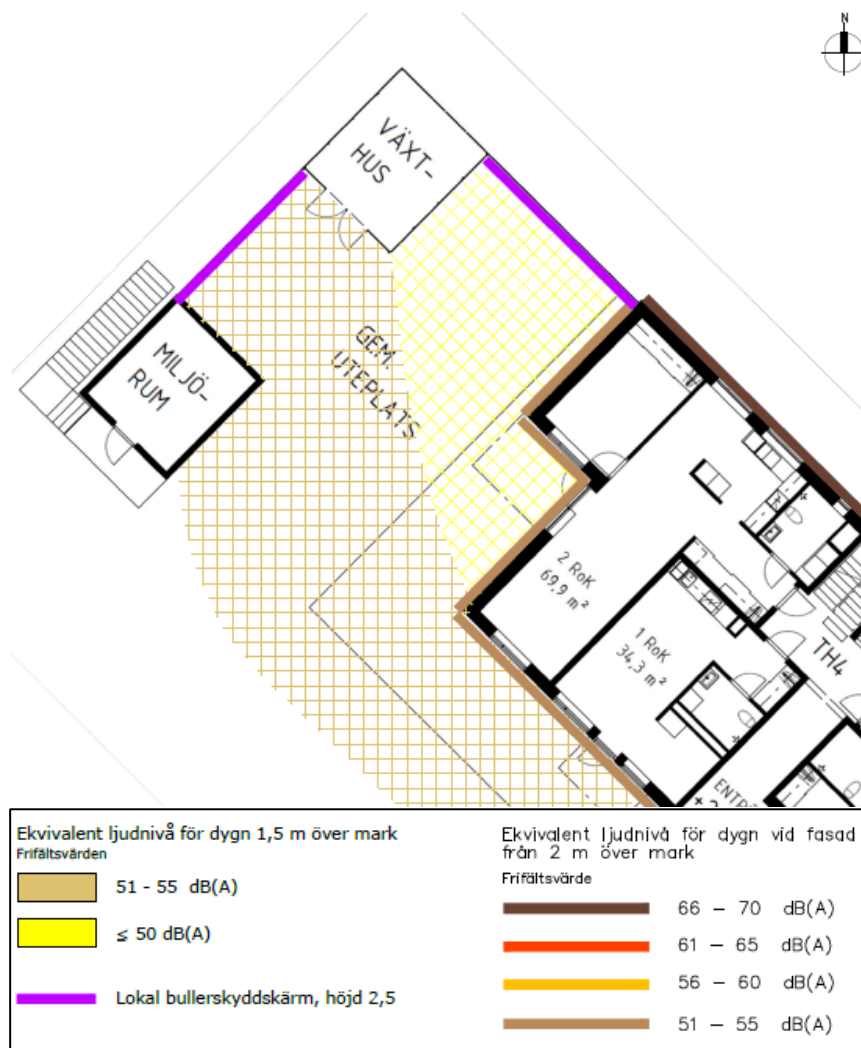 N
VÄXT-
HUS
MILJÖ-
RUM
GEM.
UTEPLATS
2 RoK
69,9 m²
1 RoK
34,3 m²
TH4
Ekvivalent ljudnivå för dygn 1,5 m över mark
Frifältsvärden
51 - 55 dB(A)
≤ 50 dB(A)
Lokal bullerskyddskärm, höjd 2,5
Ekvivalent ljudnivå för dygn vid fasad
från 2 m över mark
Frifältsvärde
66 – 70 dB(A)
61 – 65 dB(A)
56 – 60 dB(A)
51 – 55 dB(A)